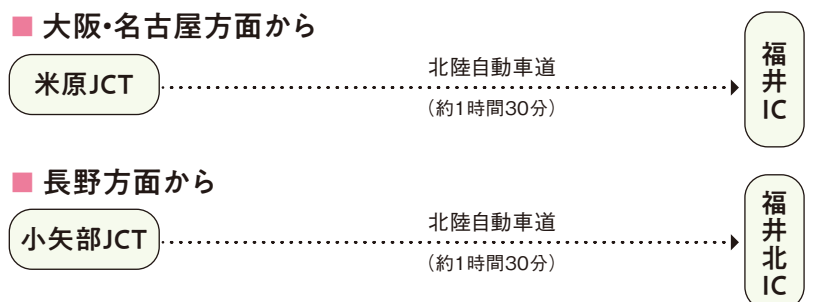 ■ 大阪・名古屋方面から
米原JCT
北陸自動車道
（約1時間30分）
福井IC
■ 長野方面から
小矢部JCT
北陸自動車道
（約1時間30分）
福井北IC